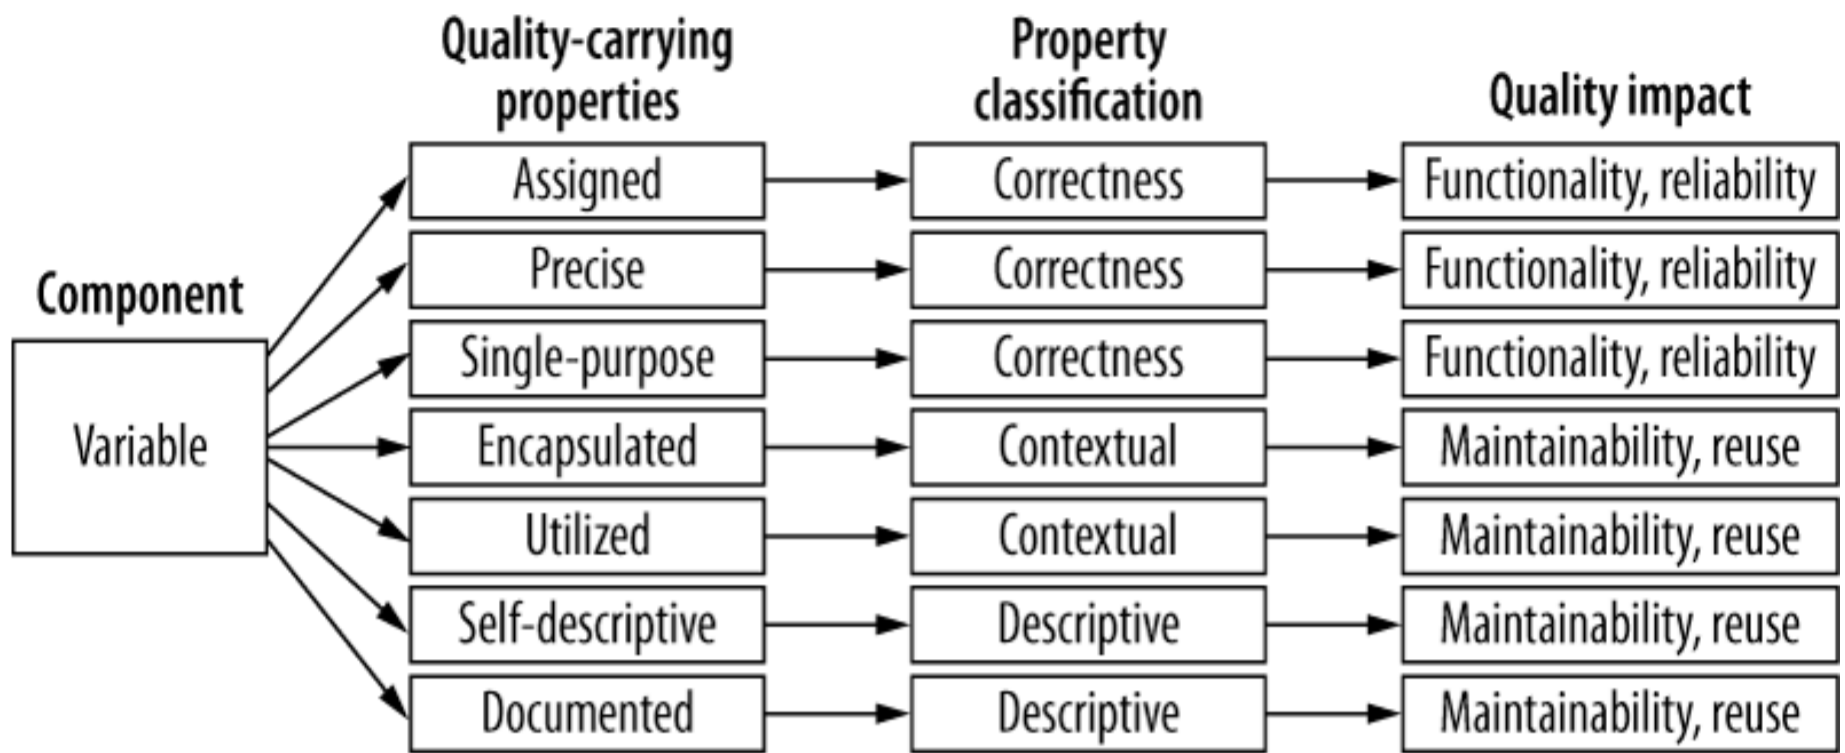 Quality-carrying
properties
Property
classification
Quality impact
Component
Variable
Assigned
Correctness
Functionality, reliability
Precise
Correctness
Functionality, reliability
Single-purpose
Correctness
Functionality, reliability
Encapsulated
Contextual
Maintainability, reuse
Utilized
Contextual
Maintainability, reuse
Self-descriptive
Descriptive
Maintainability, reuse
Documented
Descriptive
Maintainability, reuse